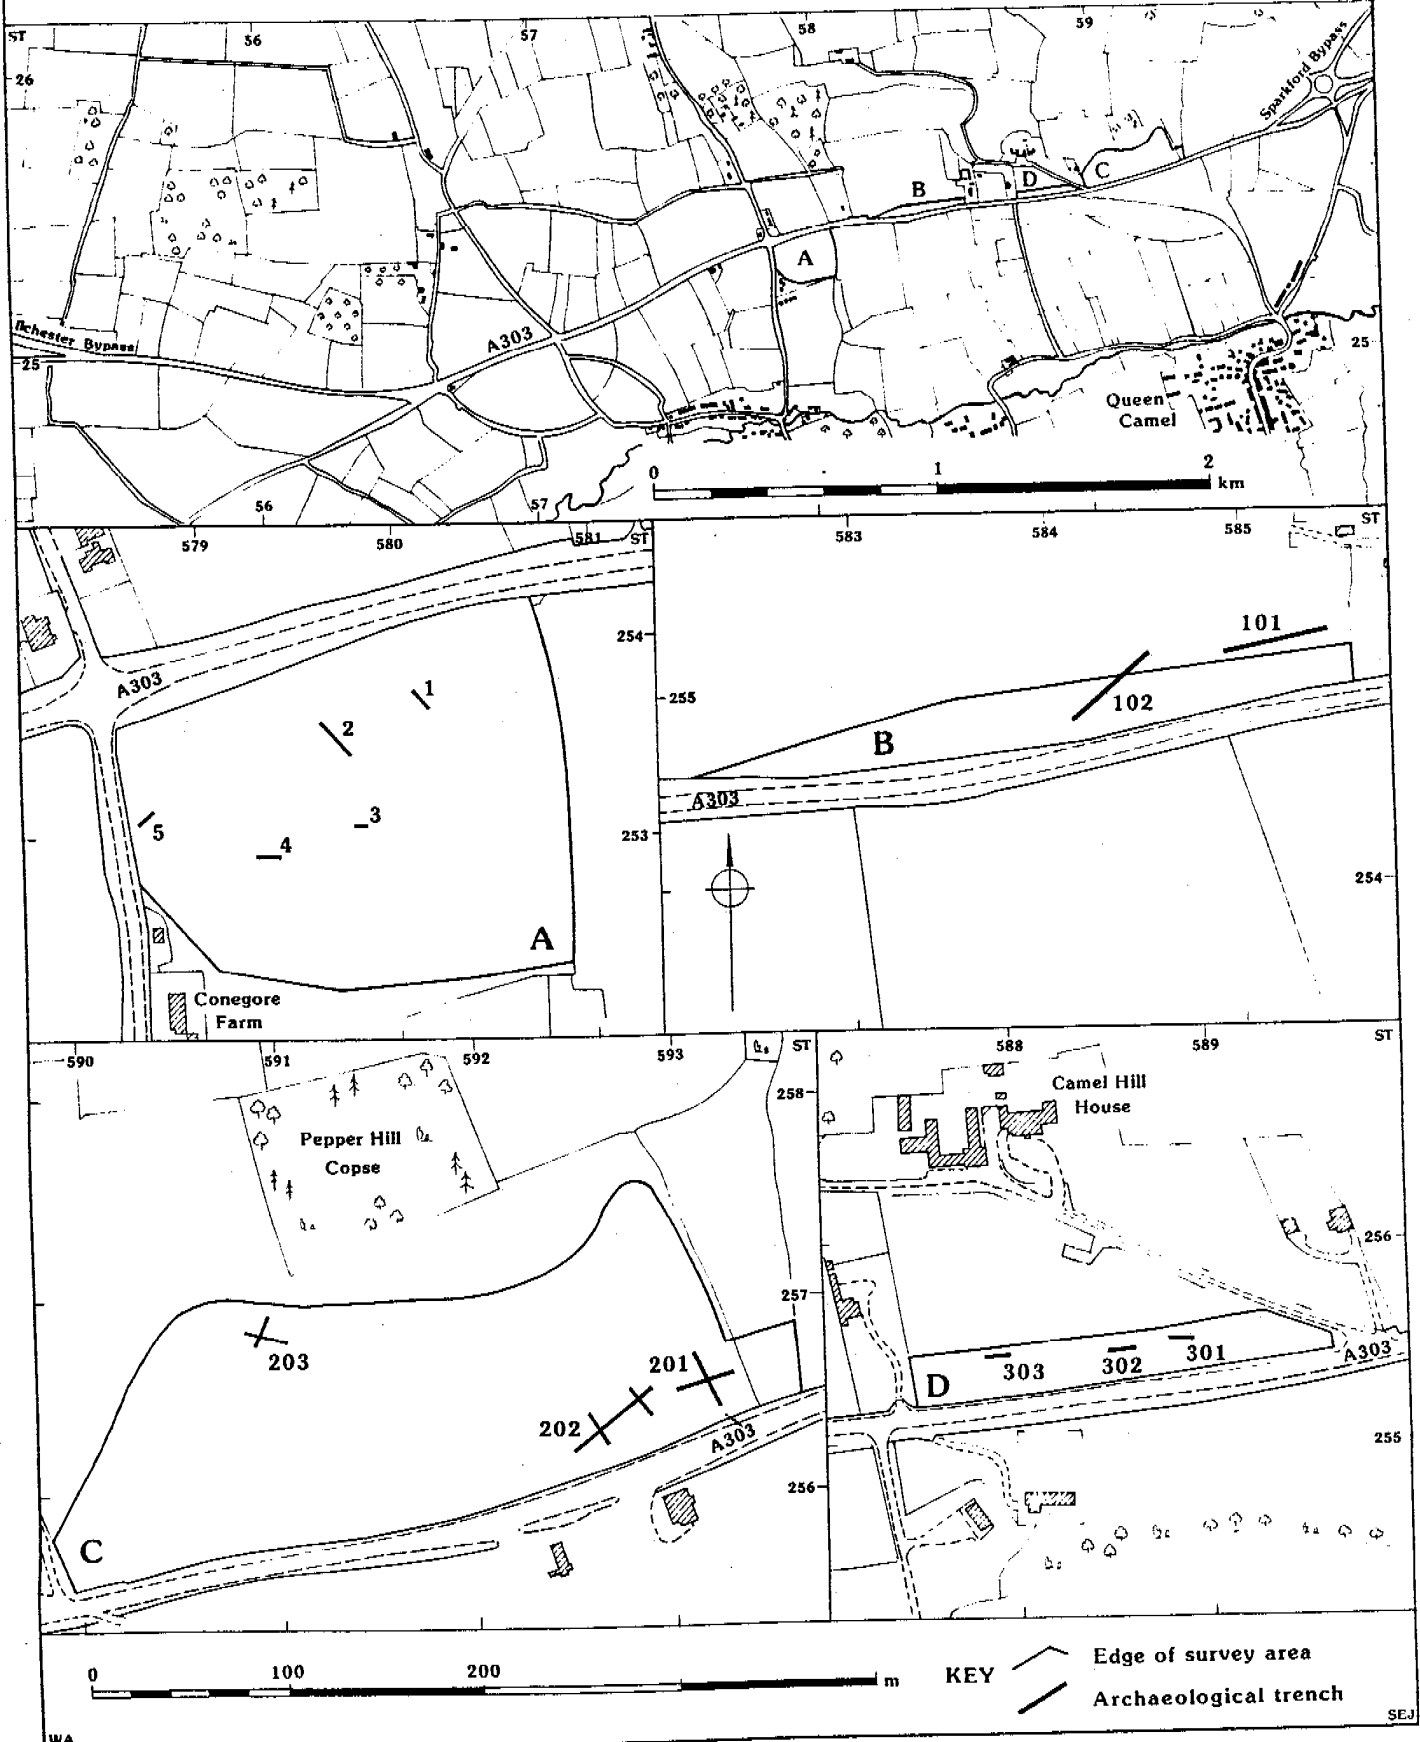 ST
56
57
58
59
26
Sparkford Bypass
B
D
C
A
Ilchester Bypass
A303
25
25
Queen
Camel
56
57
0
1
2
km
579
580
581
ST
A303
254
1
2
3
4
5
253
A
Conegore
Farm
583
584
585
ST
101
102
255
B
A303
254
590
591
592
593
ST
258
Pepper Hill
Copse
257
203
201
202
A303
256
C
588
589
ST
Camel Hill
House
256
303
302
301
A303
D
255
0
100
200
m
KEY
Edge of survey area
Archaeological trench
WA
SEJ